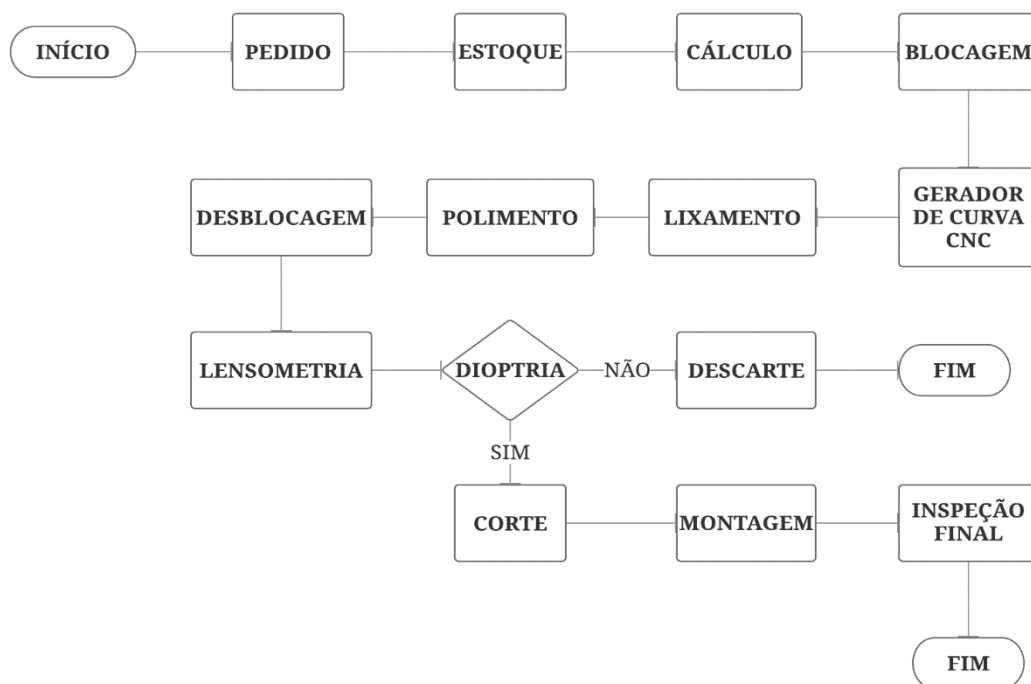 INÍCIO
PEDIDO
ESTOQUE
CÁLCULO
BLOCAGEM
GERADOR
DE CURVA
CNC
LIXAMENTO
POLIMENTO
DESBLOCAGEM
LENSOMETRIA
DIOPTRIA
NÃO
DESCARTE
FIM
SIM
CORTE
MONTAGEM
INSPEÇÃO
FINAL
FIM